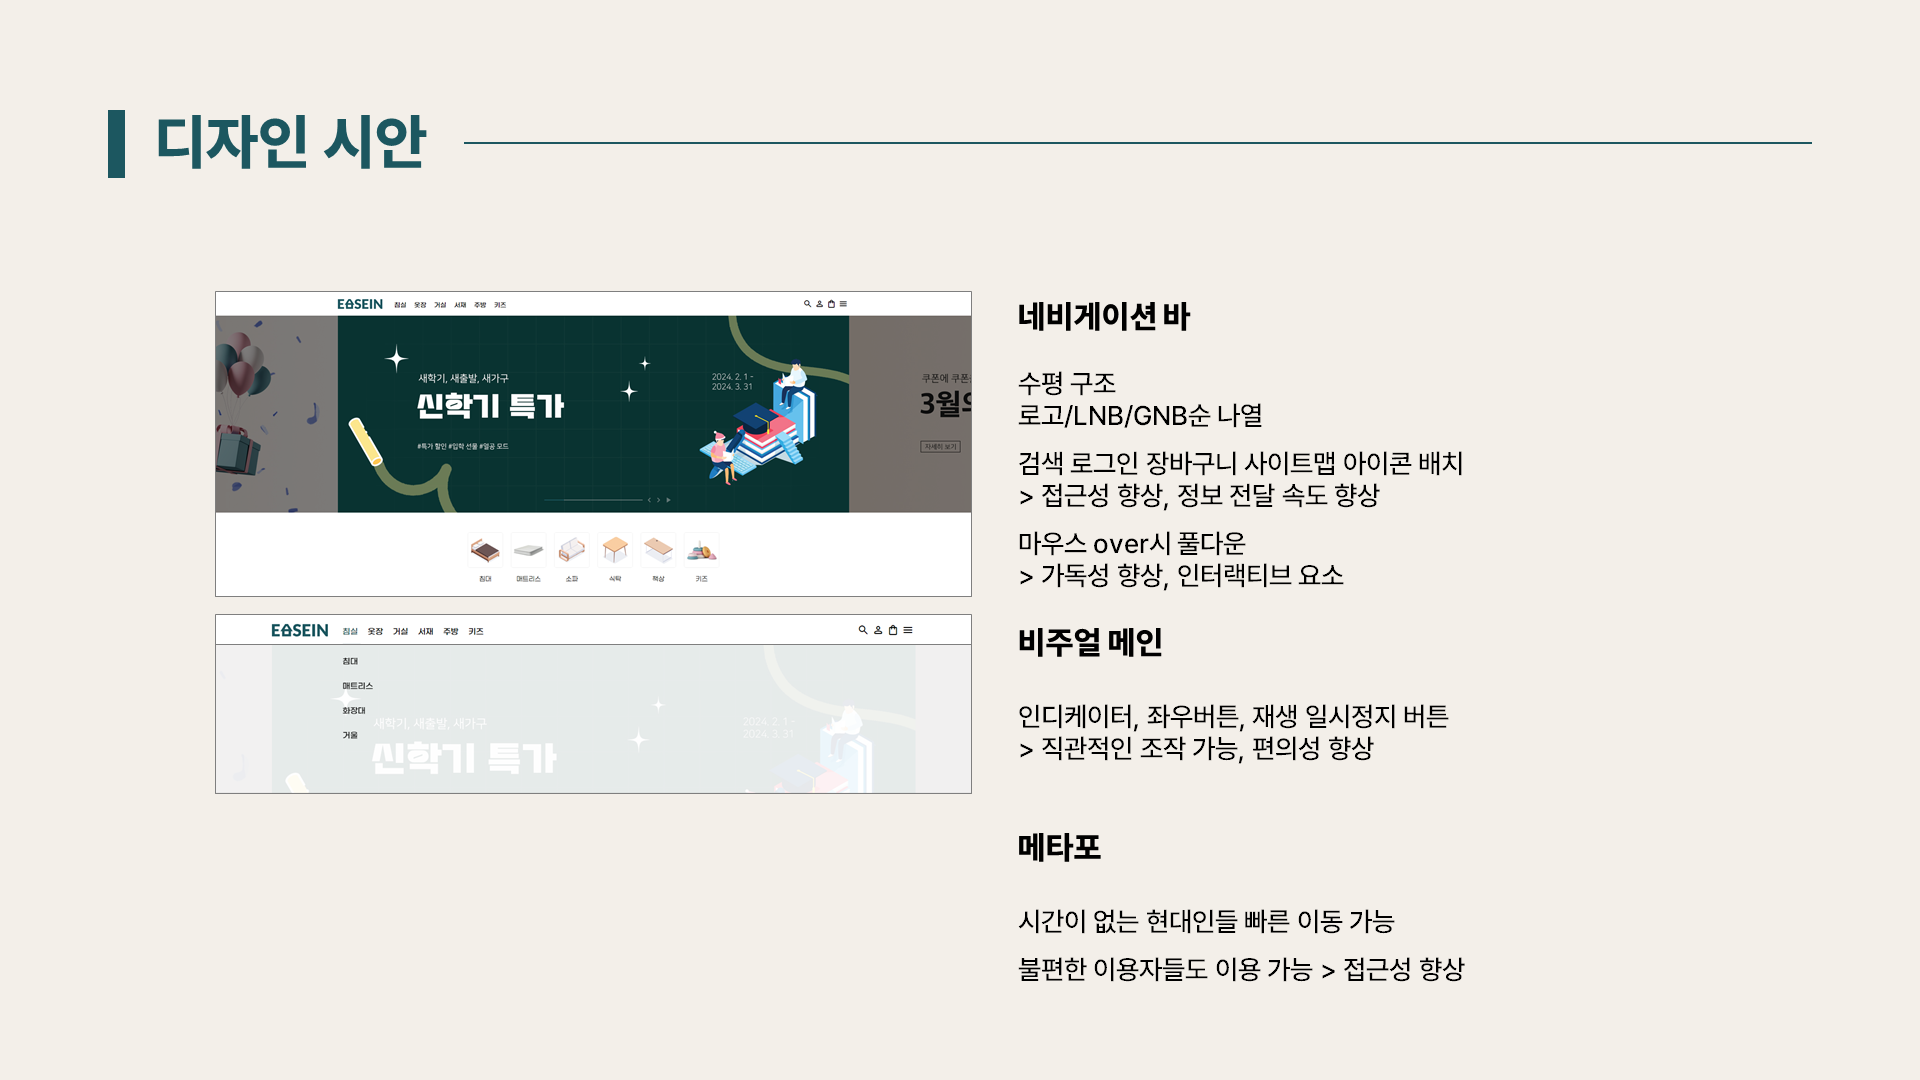 디자인 시안
EASEIN 침실 옷장 거실 서재 주방 키즈
새학기, 새출발, 새가구
신학기 특가
#특가 할인 #입학 선물 #열공 모드
2024. 2. 1 -
2024. 3. 31
쿠폰에 쿠폰
3월의
자세히 보기
침대 매트리스 소파 식탁 책상 키즈
EASEIN 침실 옷장 거실 서재 주방 키즈
침대
매트리스
화장대
거울
새학기, 새출발, 새가구
신학기 특가
2024. 2. 1 -
2024. 3. 31
네비게이션 바
수평 구조
로고/LNB/GNB순 나열
검색 로그인 장바구니 사이트맵 아이콘 배치
> 접근성 향상, 정보 전달 속도 향상
마우스 over시 풀다운
> 가독성 향상, 인터랙티브 요소
비주얼 메인
인디케이터, 좌우버튼, 재생 일시정지 버튼
> 직관적인 조작 가능, 편의성 향상
메타포
시간이 없는 현대인들 빠른 이동 가능
불편한 이용자들도 이용 가능 > 접근성 향상